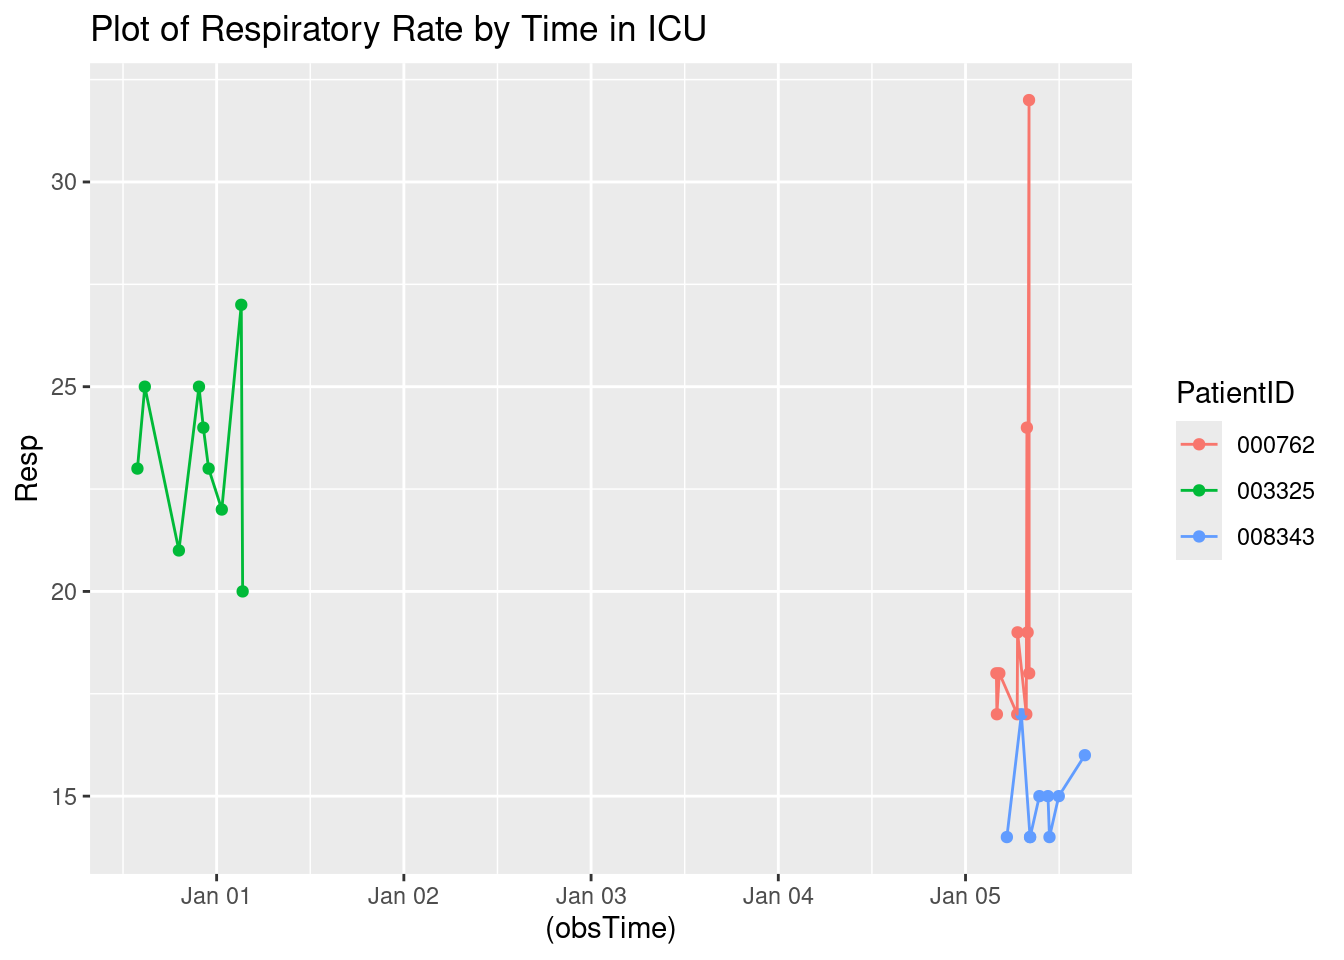 Plot of Respiratory Rate by Time in ICU
Resp
30
25
20
15
Jan 01
Jan 02
Jan 03
Jan 04
Jan 05
(obsTime)
PatientID
000762
003325
008343